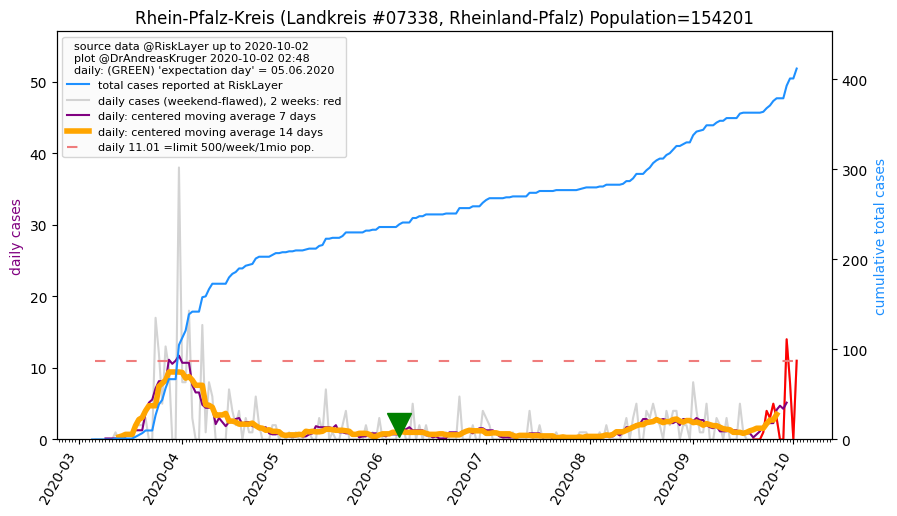 Rhein-Pfalz-Kreis (Landkreis #07338, Rheinland-Pfalz) Population=154201
source data @RiskLayer up to 2020-10-02
plot @DrAndreasKruger 2020-10-02 02:48
daily: (GREEN) 'expectation day' = 05.06.2020
total cases reported at RiskLayer
daily cases (weekend-flawed), 2 weeks: red
daily: centered moving average 7 days
daily: centered moving average 14 days
daily 11.01 =limit 500/week/1mio pop.
daily cases
50
40
30
20
10
0
cumulative total cases
400
300
200
100
0
2020-03
2020-04
2020-05
2020-06
2020-07
2020-08
2020-09
2020-10